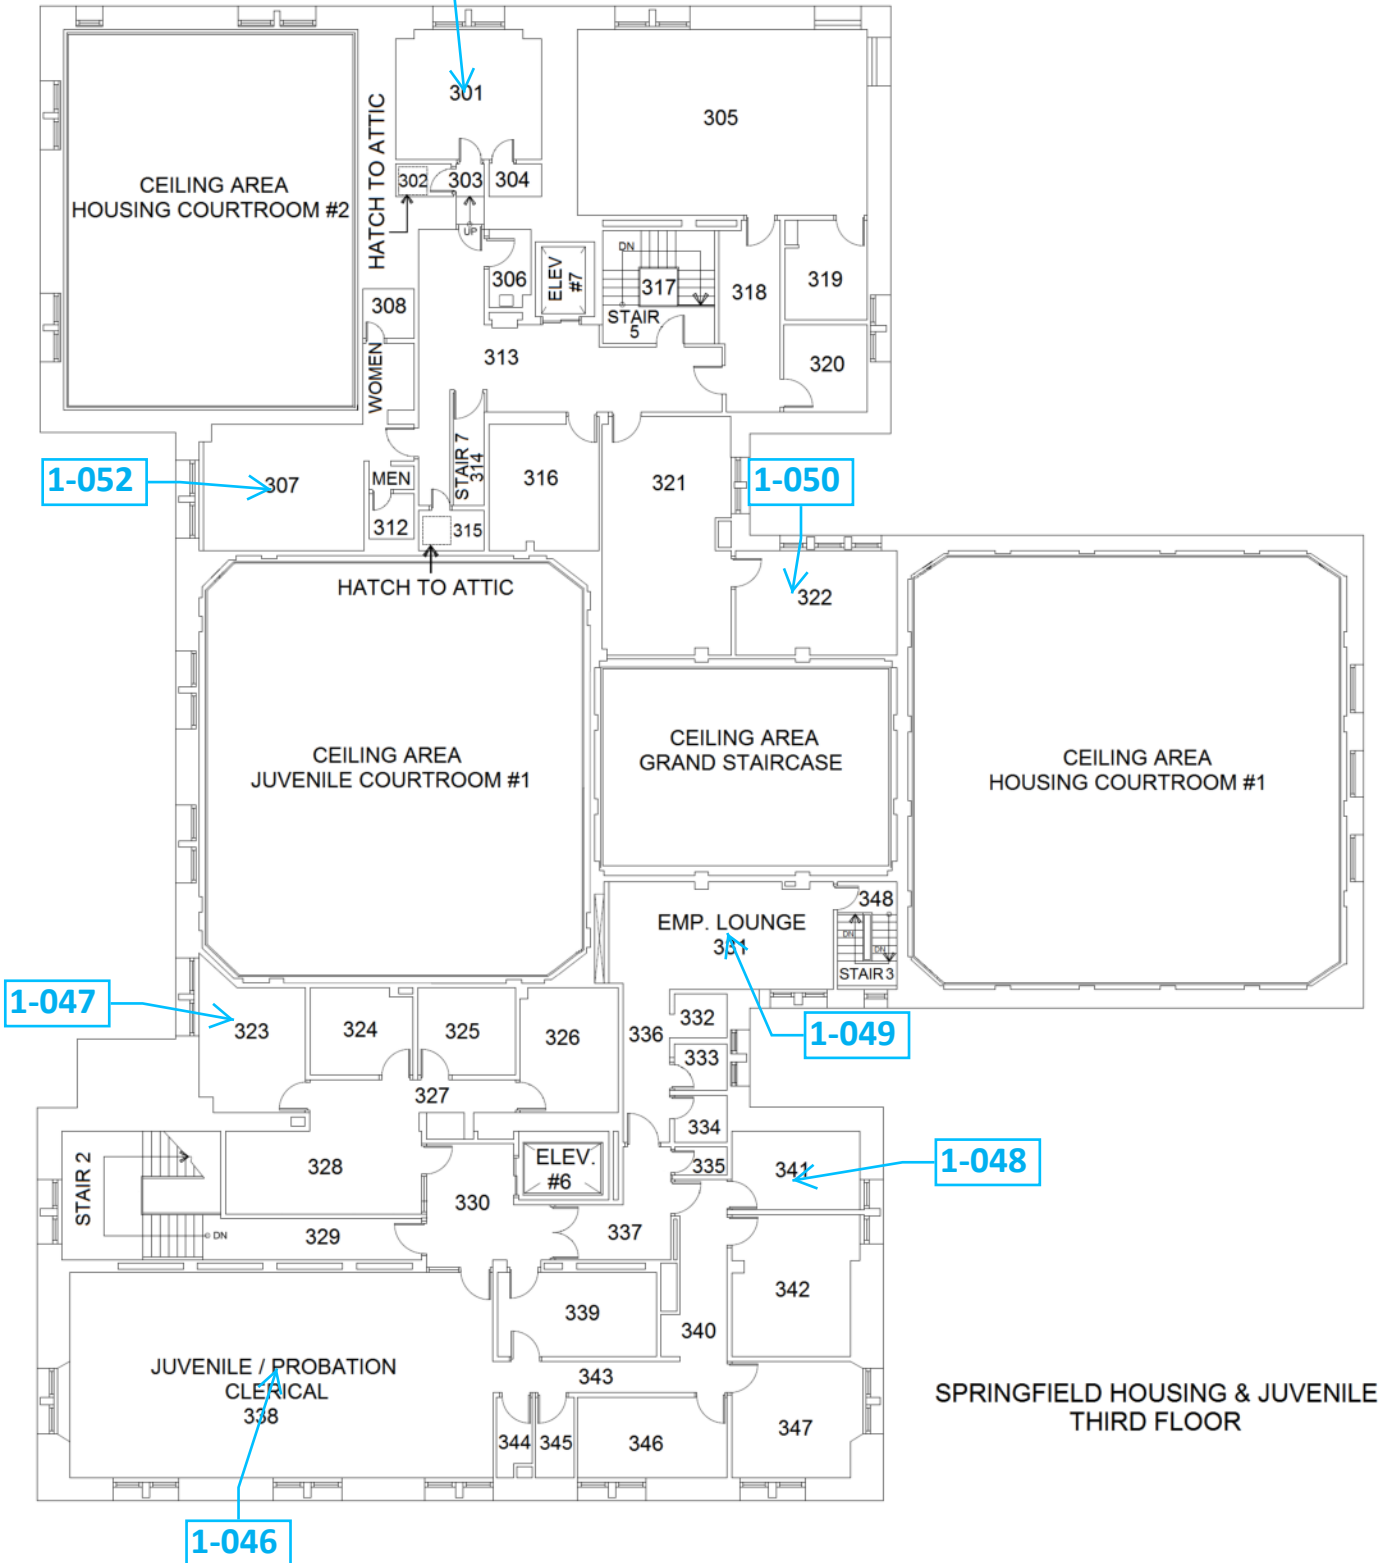 301
305
HATCH TO ATTIC
302
303
304
CEILING AREA
HOUSING COURTROOM #2
UP
DN
306
ELEV
#7
317
318
319
308
STAIR
5
313
320
WOMEN
STAIR 7
314
1-052
307
MEN
316
321
1-050
312
315
HATCH TO ATTIC
322
CEILING AREA
JUVENILE COURTROOM #1
CEILING AREA
GRAND STAIRCASE
CEILING AREA
HOUSING COURTROOM #1
348
EMP. LOUNGE
331
DN
DN
STAIR 3
1-047
323
324
325
326
336
332
1-049
333
327
334
STAIR 2
328
ELEV.
#6
335
341
1-048
330
DN
329
337
342
339
340
JUVENILE / PROBATION
CLERICAL
338
343
344
345
346
347
SPRINGFIELD HOUSING & JUVENILE
THIRD FLOOR
1-046